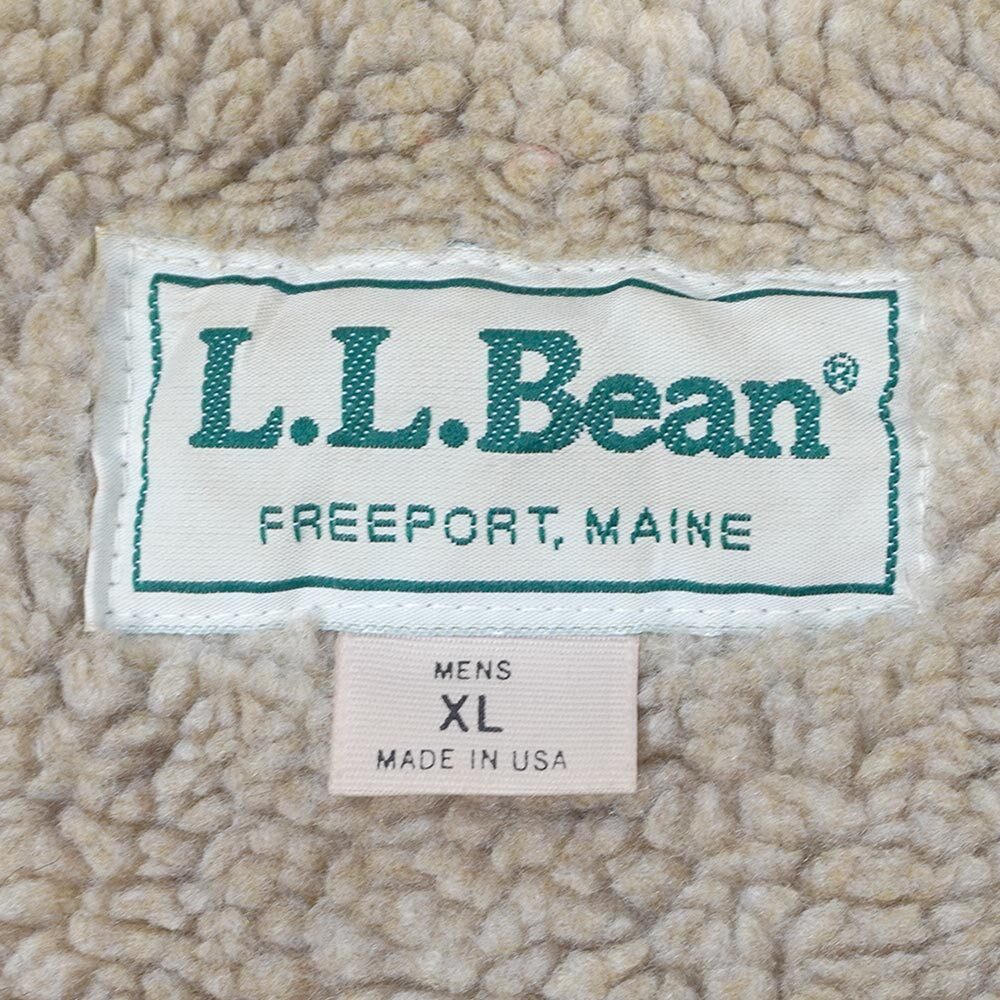 L.L.Bean®
FREEPORT, MAINE
MENS
XL
MADE IN USA